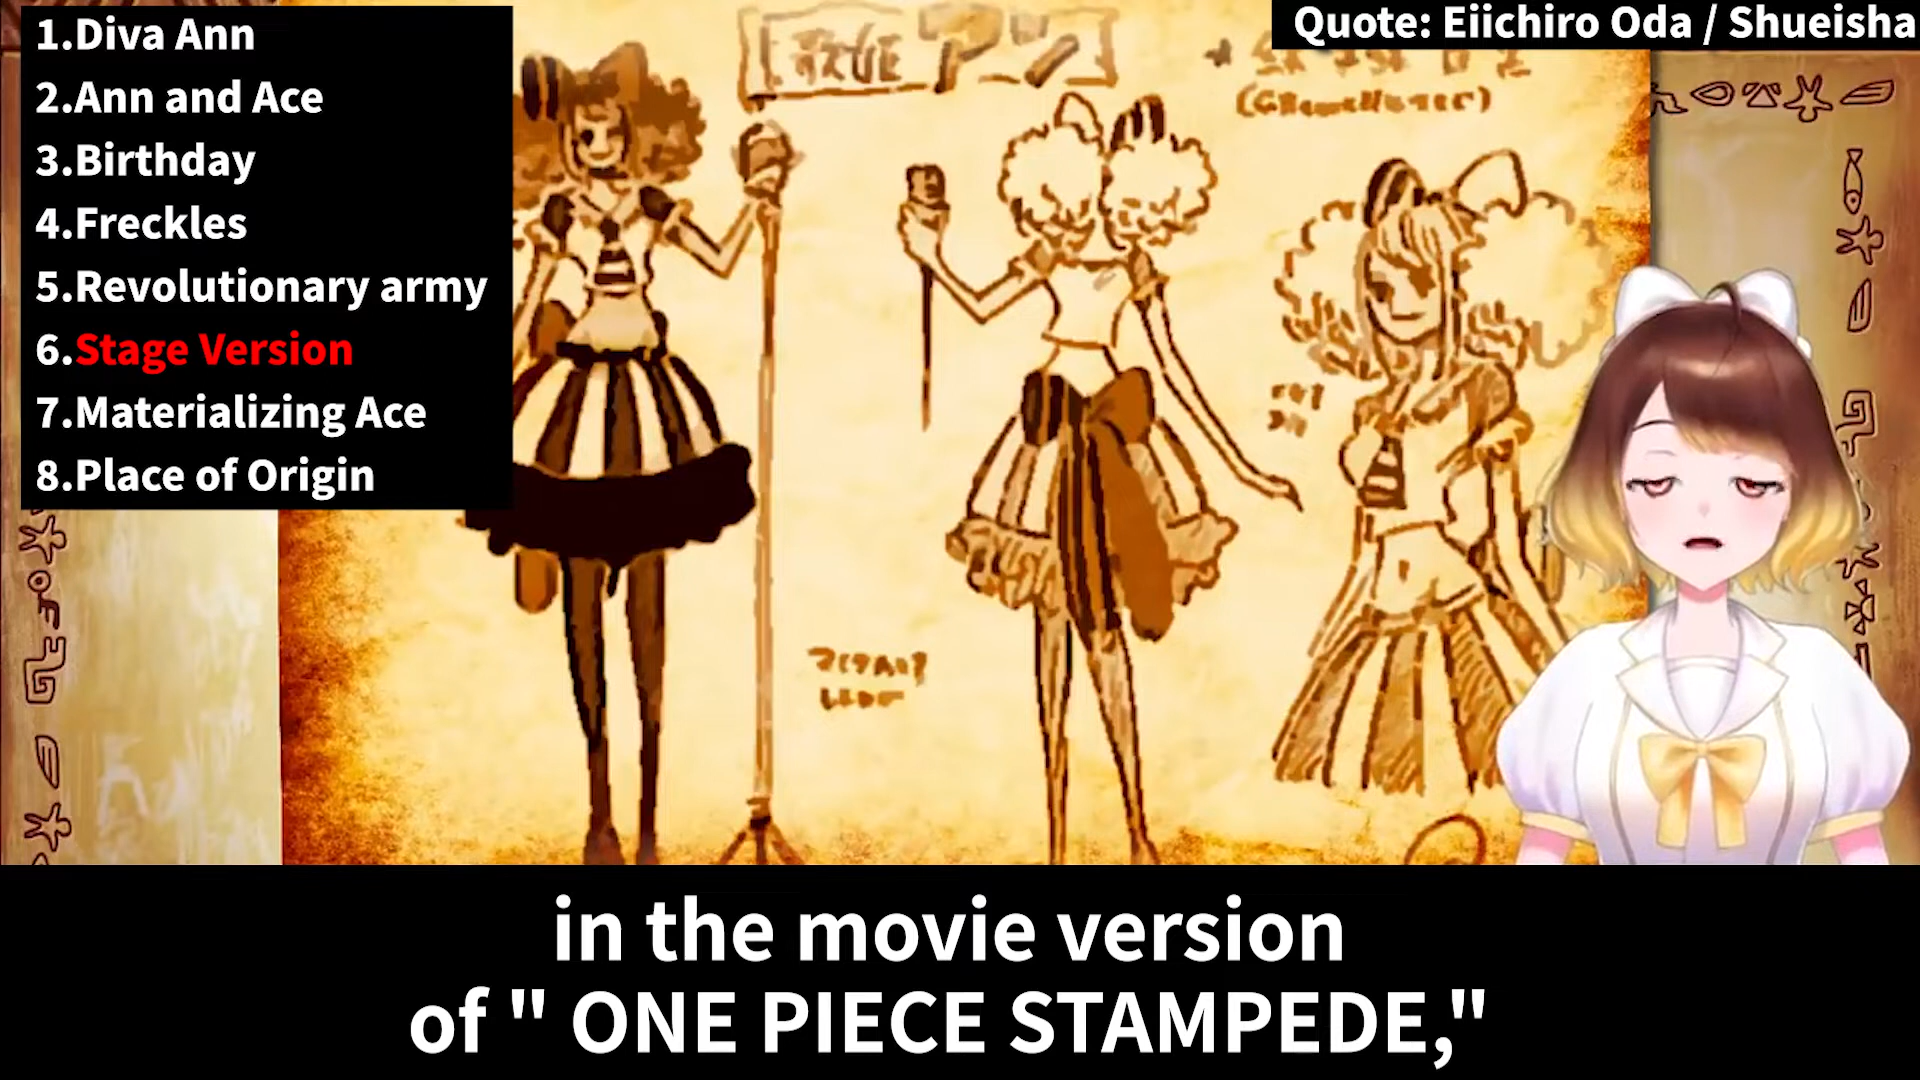 1.Diva Ann
2.Ann and Ace
3.Birthday
4.Freckles
5.Revolutionary army
6.Stage Version
7.Materializing Ace
8.Place of Origin
Quote: Eiichiro Oda / Shueisha
歌姫 アン
in the movie version
of " ONE PIECE STAMPEDE,"